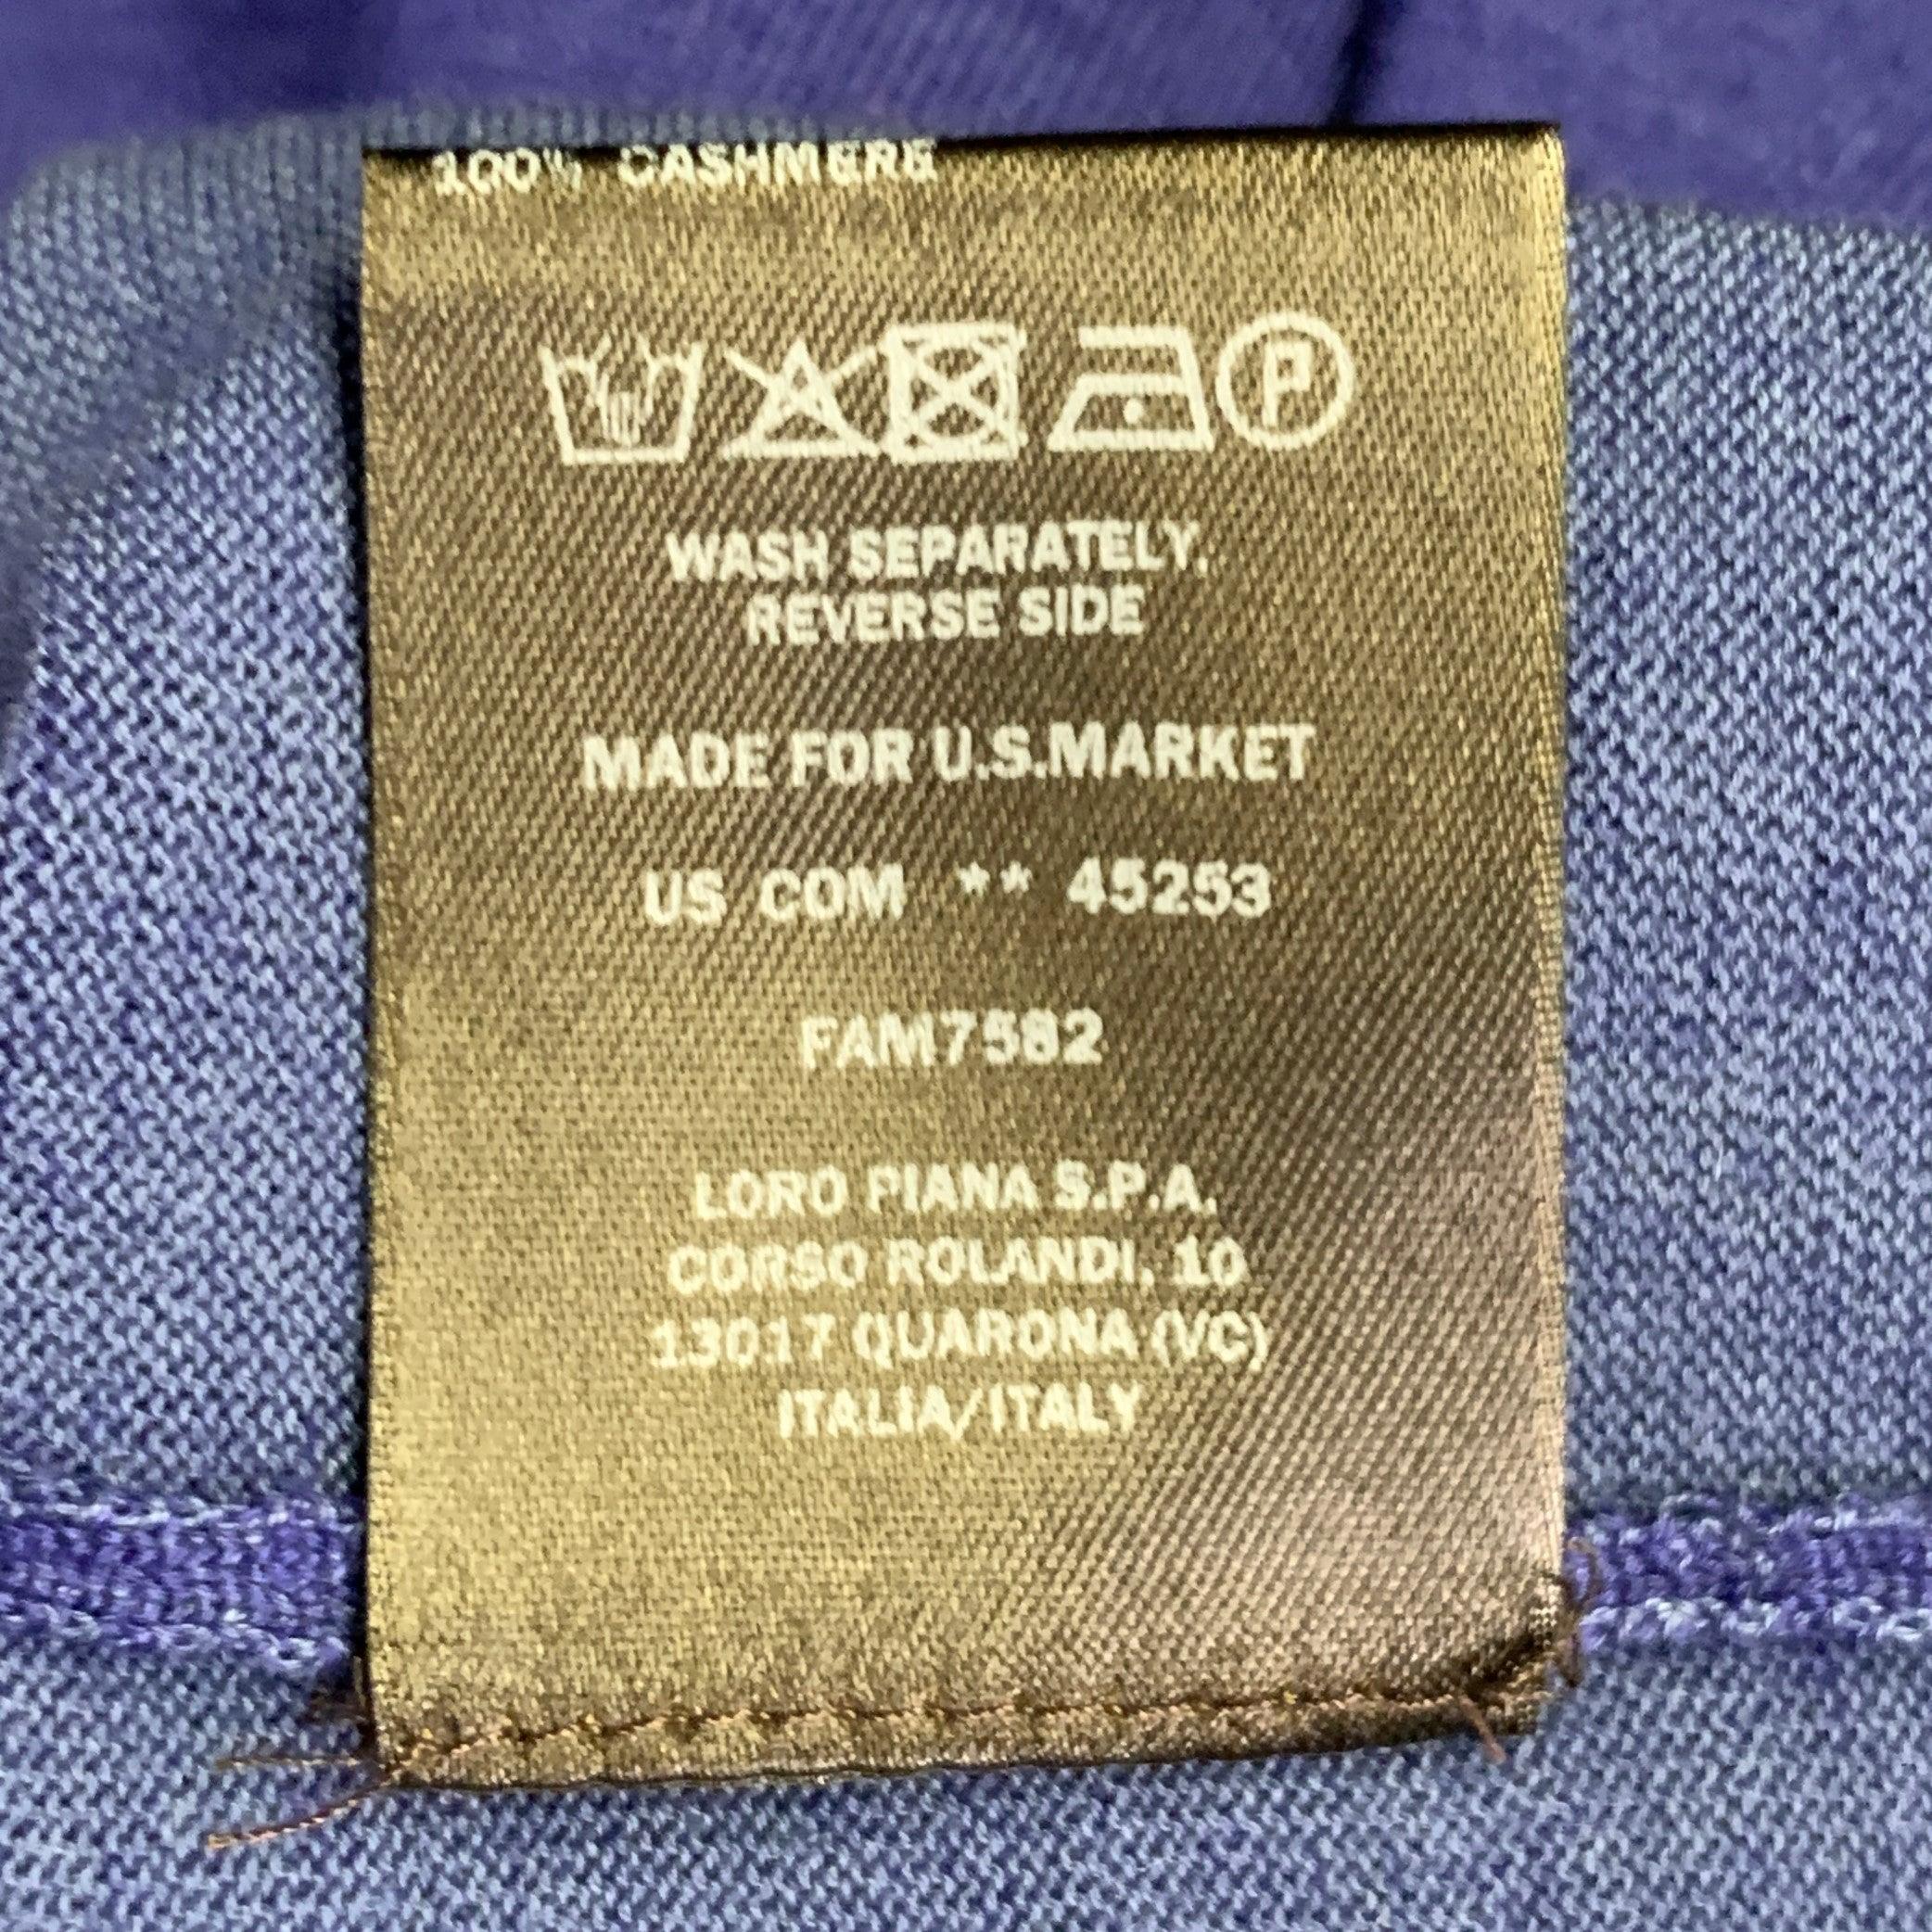 100% CASHMERE
P
WASH SEPARATELY,
REVERSE SIDE
MADE FOR U.S.MARKET
US COM ** 45253
FAM7582
LORO PIANA S.P.A.
CORSO ROLANDI, 10
13017 QUARONA (VC)
ITALIA/ITALY